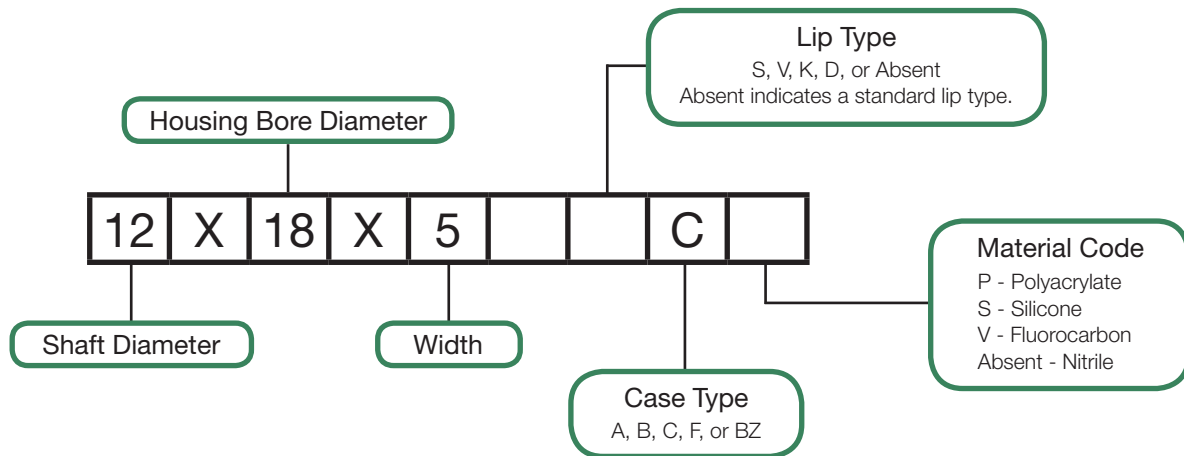 Lip Type
S, V, K, D, or Absent
Absent indicates a standard lip type.
Housing Bore Diameter
12 X 18 X 5 C
Material Code
P - Polyacrylate
S - Silicone
V - Fluorocarbon
Absent - Nitrile
Shaft Diameter
Width
Case Type
A, B, C, F, or BZ